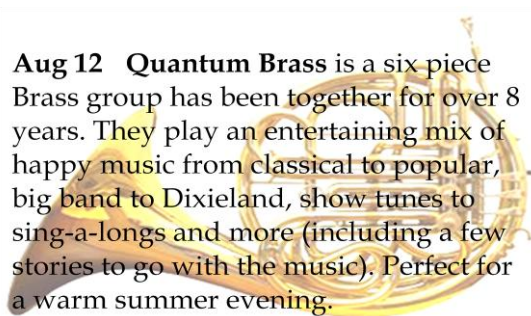 Aug 12   Quantum Brass is a six piece
Brass group has been together for over 8
years. They play an entertaining mix of
happy music from classical to popular,
big band to Dixieland, show tunes to
sing-a-longs and more (including a few
stories to go with the music). Perfect for
a warm summer evening.